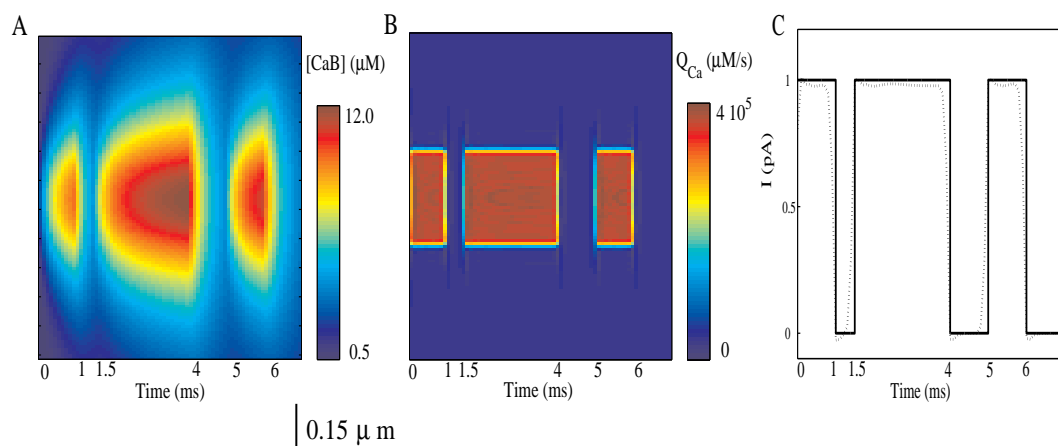 A
[CaB] (μM)
12.0
0.5
0 1 1.5 4 5 6
Time (ms)
0.15 μ m
B
Q_Ca (μM/s)
4 10^5
0
0 1 1.5 4 5 6
Time (ms)
C
I (pA)
1
0.5
0
0 1 1.5 4 5 6
Time (ms)